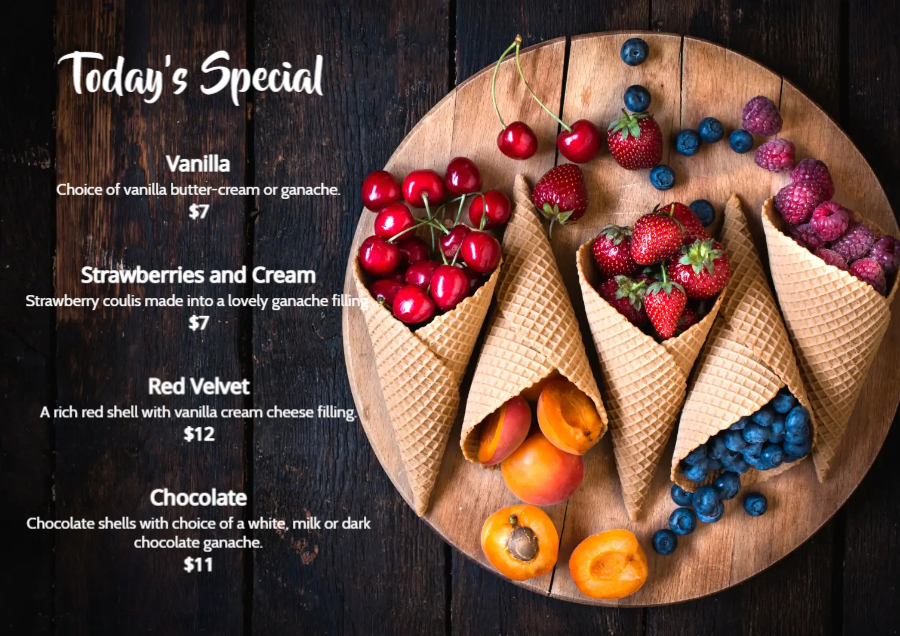 Today's Special
Vanilla
Choice of vanilla butter-cream or ganache.
$7
Strawberries and Cream
Strawberry coulis made into a lovely ganache filling.
$7
Red Velvet
A rich red shell with vanilla cream cheese filling.
$12
Chocolate
Chocolate shells with choice of a white, milk or dark
chocolate ganache.
$11